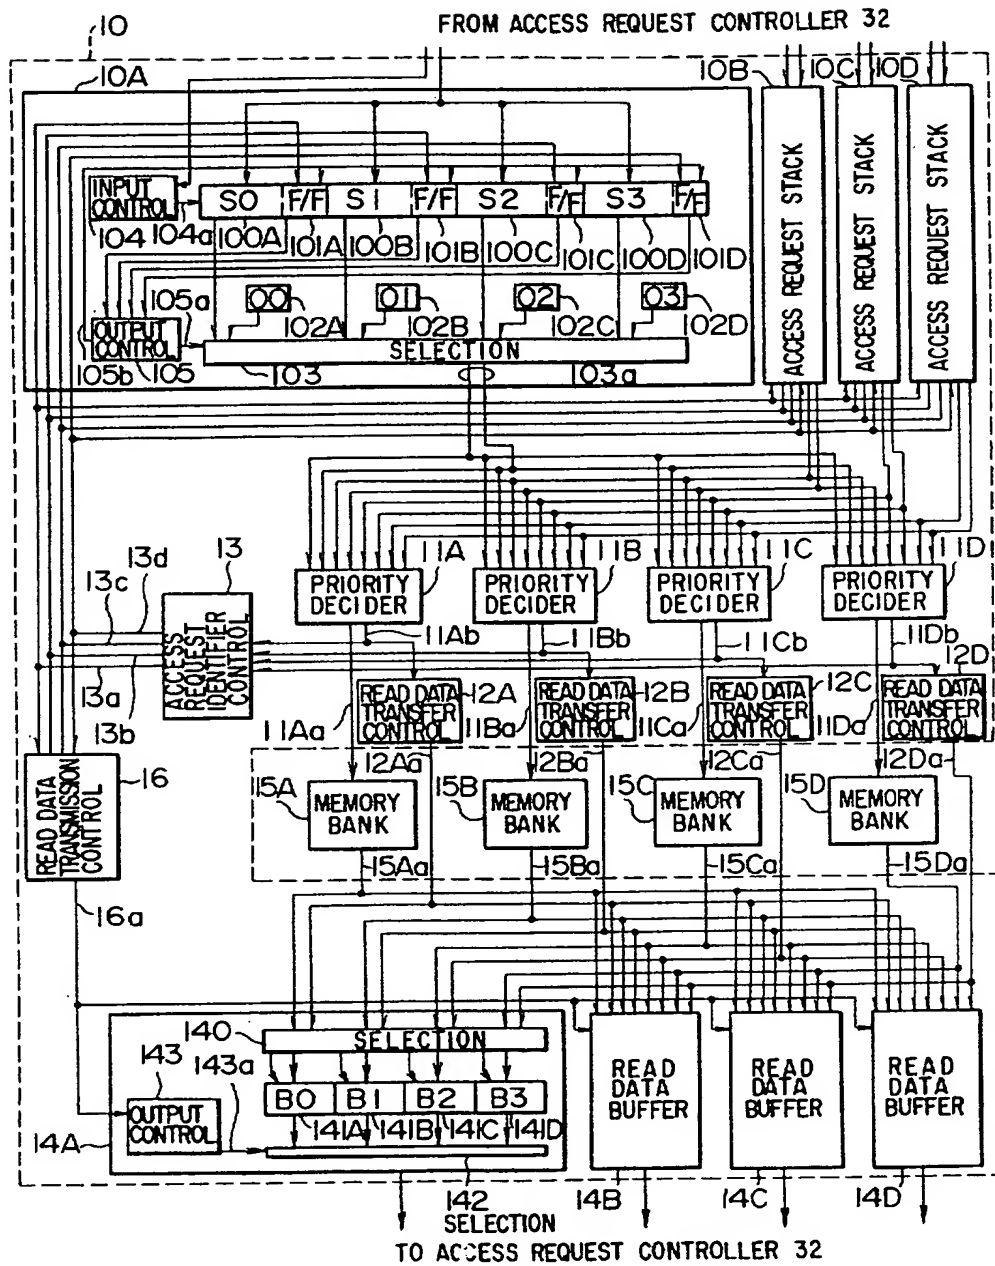 FROM ACCESS REQUEST CONTROLLER 32
10
10A
10B
10C
10D
ACCESS REQUEST STACK
ACCESS REQUEST STACK
ACCESS REQUEST STACK
INPUT
CONTROL
104
104a
S0
F/F
S1
F/F
S2
F/F
S3
F/F
100A
101A
100B
101B
100C
101C
100D
101D
105a
00
01
02
03
102A
102B
102C
102D
OUTPUT
CONTROL
105b
105
SELECTION
103
103a
13d
13c
13
ACCESS
REQUEST
IDENTIFIER
CONTROL
13a
13b
11A
11B
11C
11D
PRIORITY
DECIDER
PRIORITY
DECIDER
PRIORITY
DECIDER
PRIORITY
DECIDER
11Ab
11Bb
11Cb
11Db
READ DATA
TRANSFER
CONTROL
12A
READ DATA
TRANSFER
CONTROL
12B
READ DATA
TRANSFER
CONTROL
12C
READ DATA
TRANSFER
CONTROL
12D
11Aa
11Ba
11Ca
11Da
12Aa
12Ba
12Ca
12Da
16
READ DATA
TRANSMISSION
CONTROL
16a
15A
MEMORY
BANK
15B
MEMORY
BANK
15C
MEMORY
BANK
15D
MEMORY
BANK
15Aa
15Ba
15Ca
15Da
140
SELECTION
143
143a
OUTPUT
CONTROL
B0
B1
B2
B3
141A
141B
141C
141D
14A
142
SELECTION
READ
DATA
BUFFER
READ
DATA
BUFFER
READ
DATA
BUFFER
14B
14C
14D
TO ACCESS REQUEST CONTROLLER 32